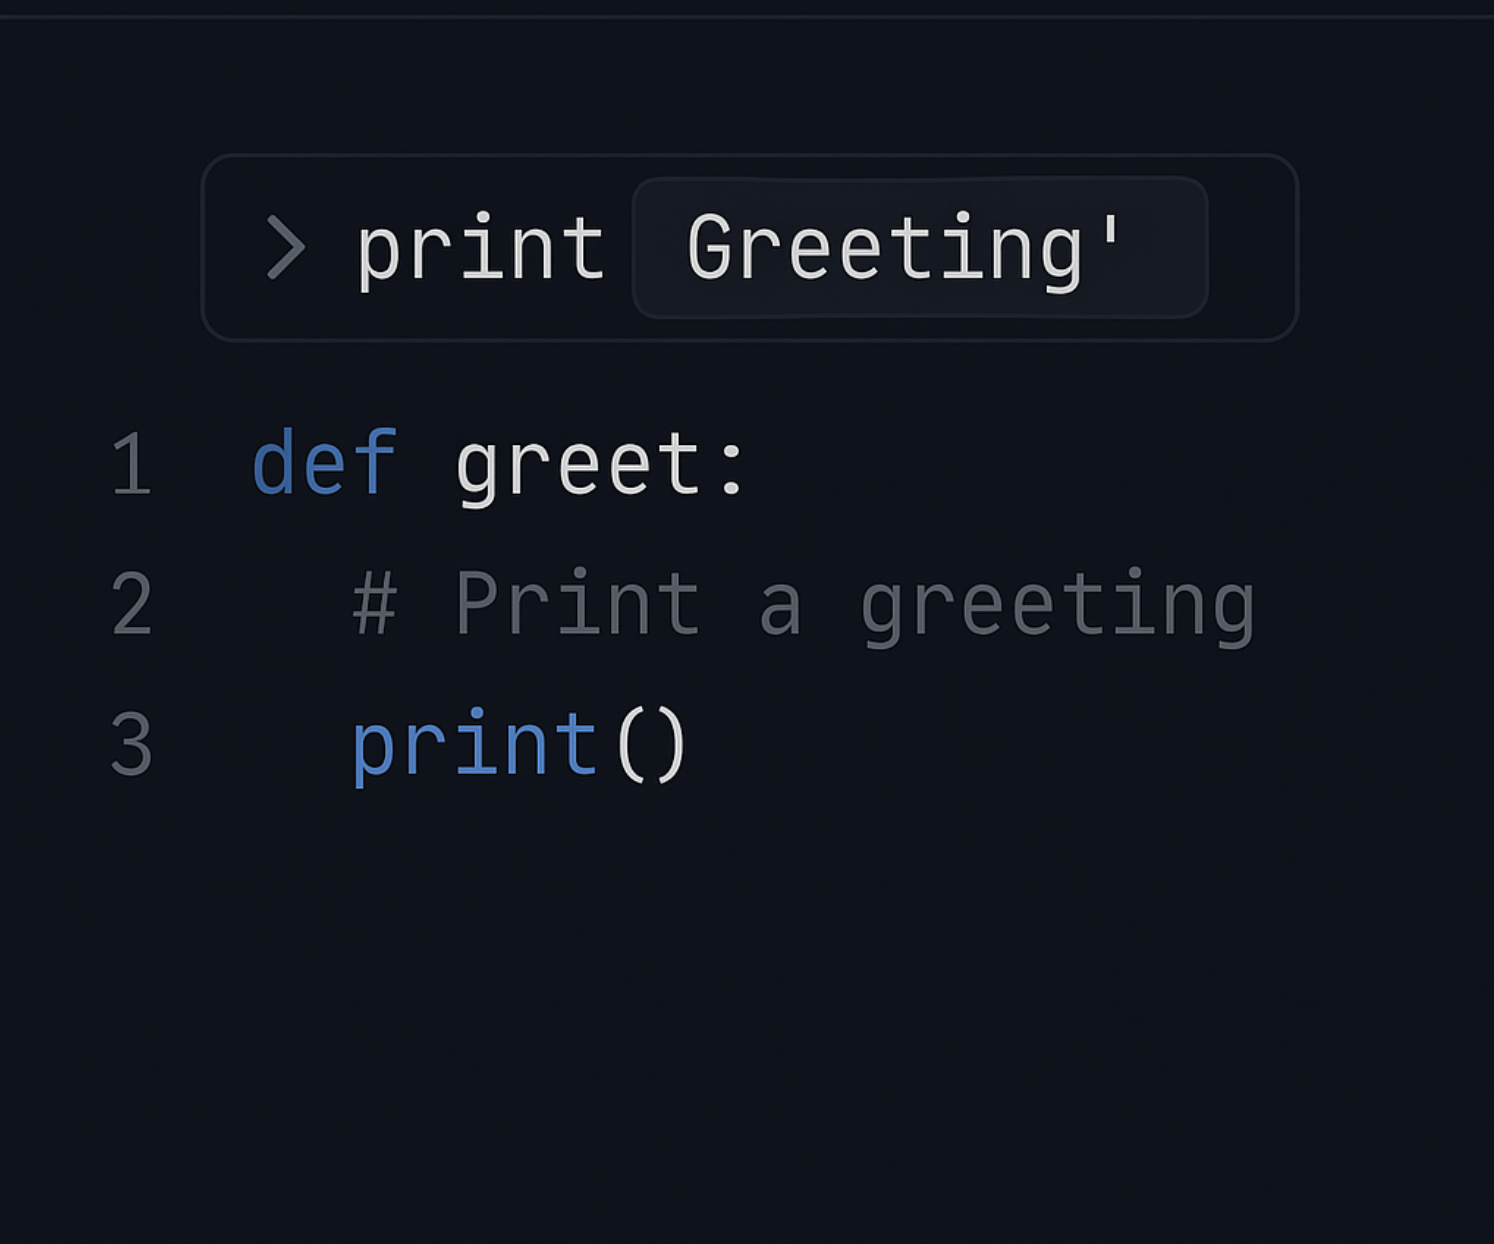 > print Greeting'
1 def greet:
2 # Print a greeting
3 print()